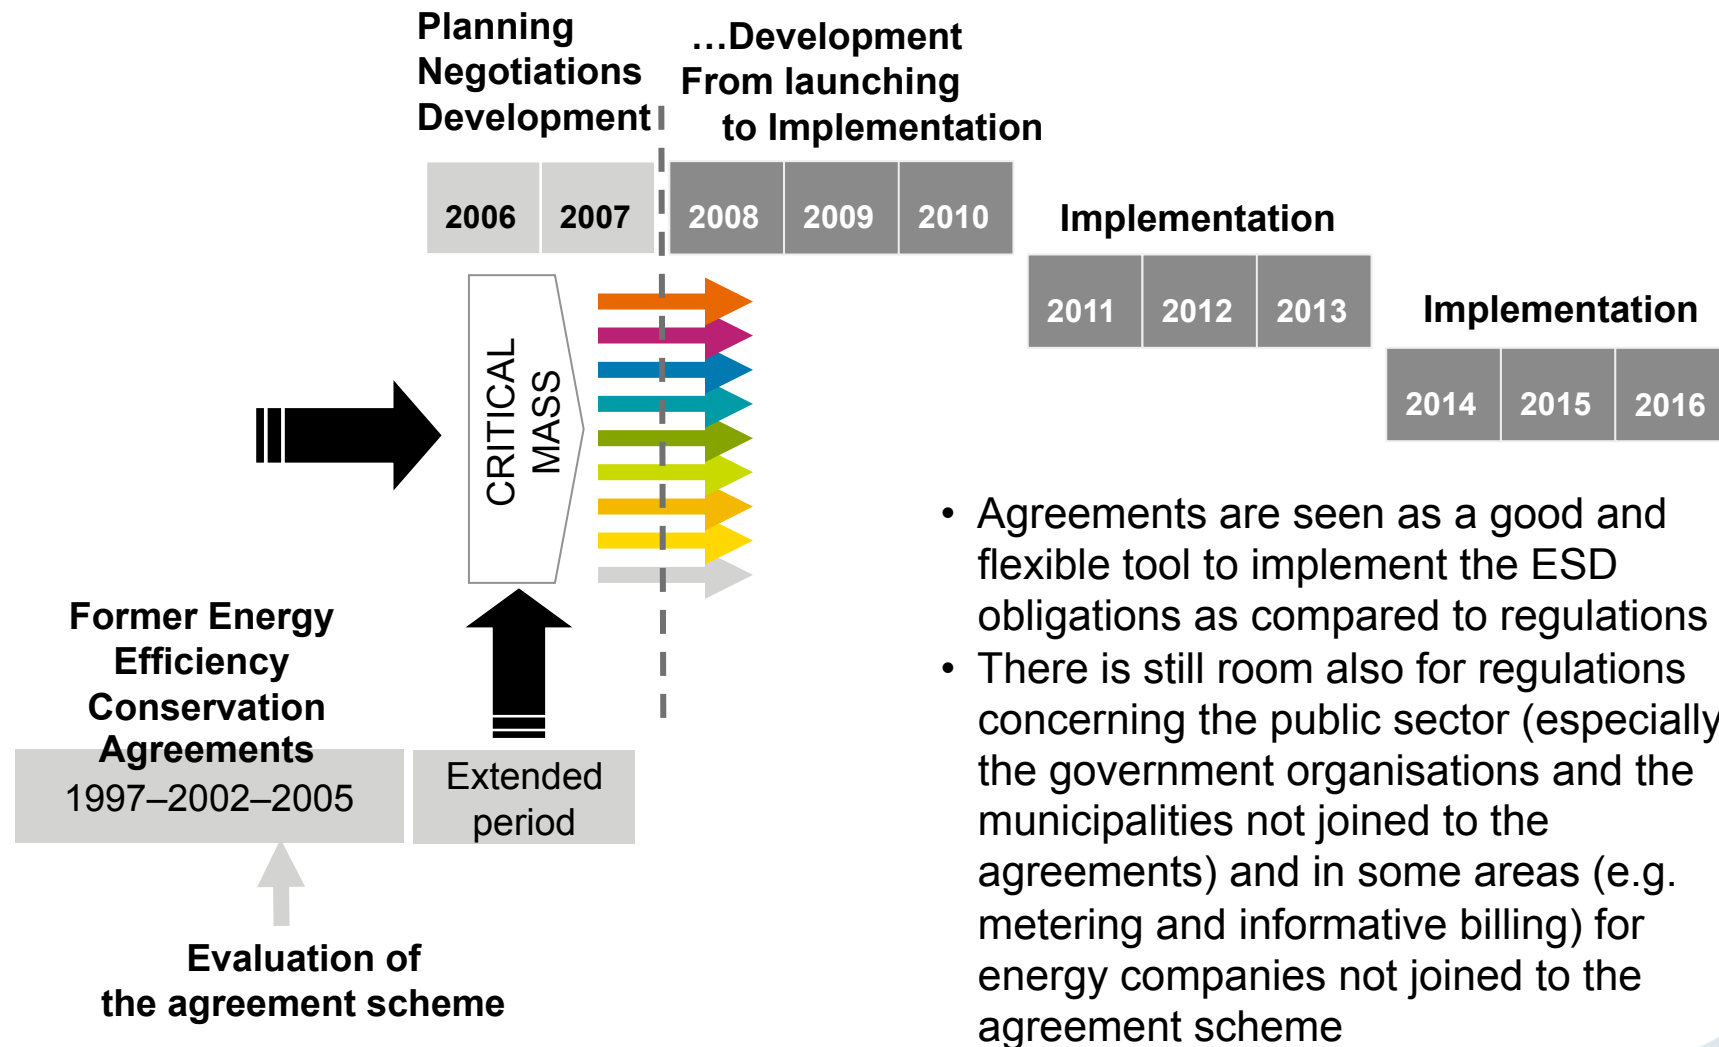 Planning
Negotiations
Development
...Development
From launching
to Implementation
2006 2007 2008 2009 2010
Implementation
2011 2012 2013
Implementation
2014 2015 2016
CRITICAL
MASS
Former Energy
Efficiency
Conservation
Agreements
1997–2002–2005
Extended
period
Evaluation of
the agreement scheme
• Agreements are seen as a good and
flexible tool to implement the ESD
obligations as compared to regulations
• There is still room also for regulations
concerning the public sector (especially
the government organisations and the
municipalities not joined to the
agreements) and in some areas (e.g.
metering and informative billing) for
energy companies not joined to the
agreement scheme